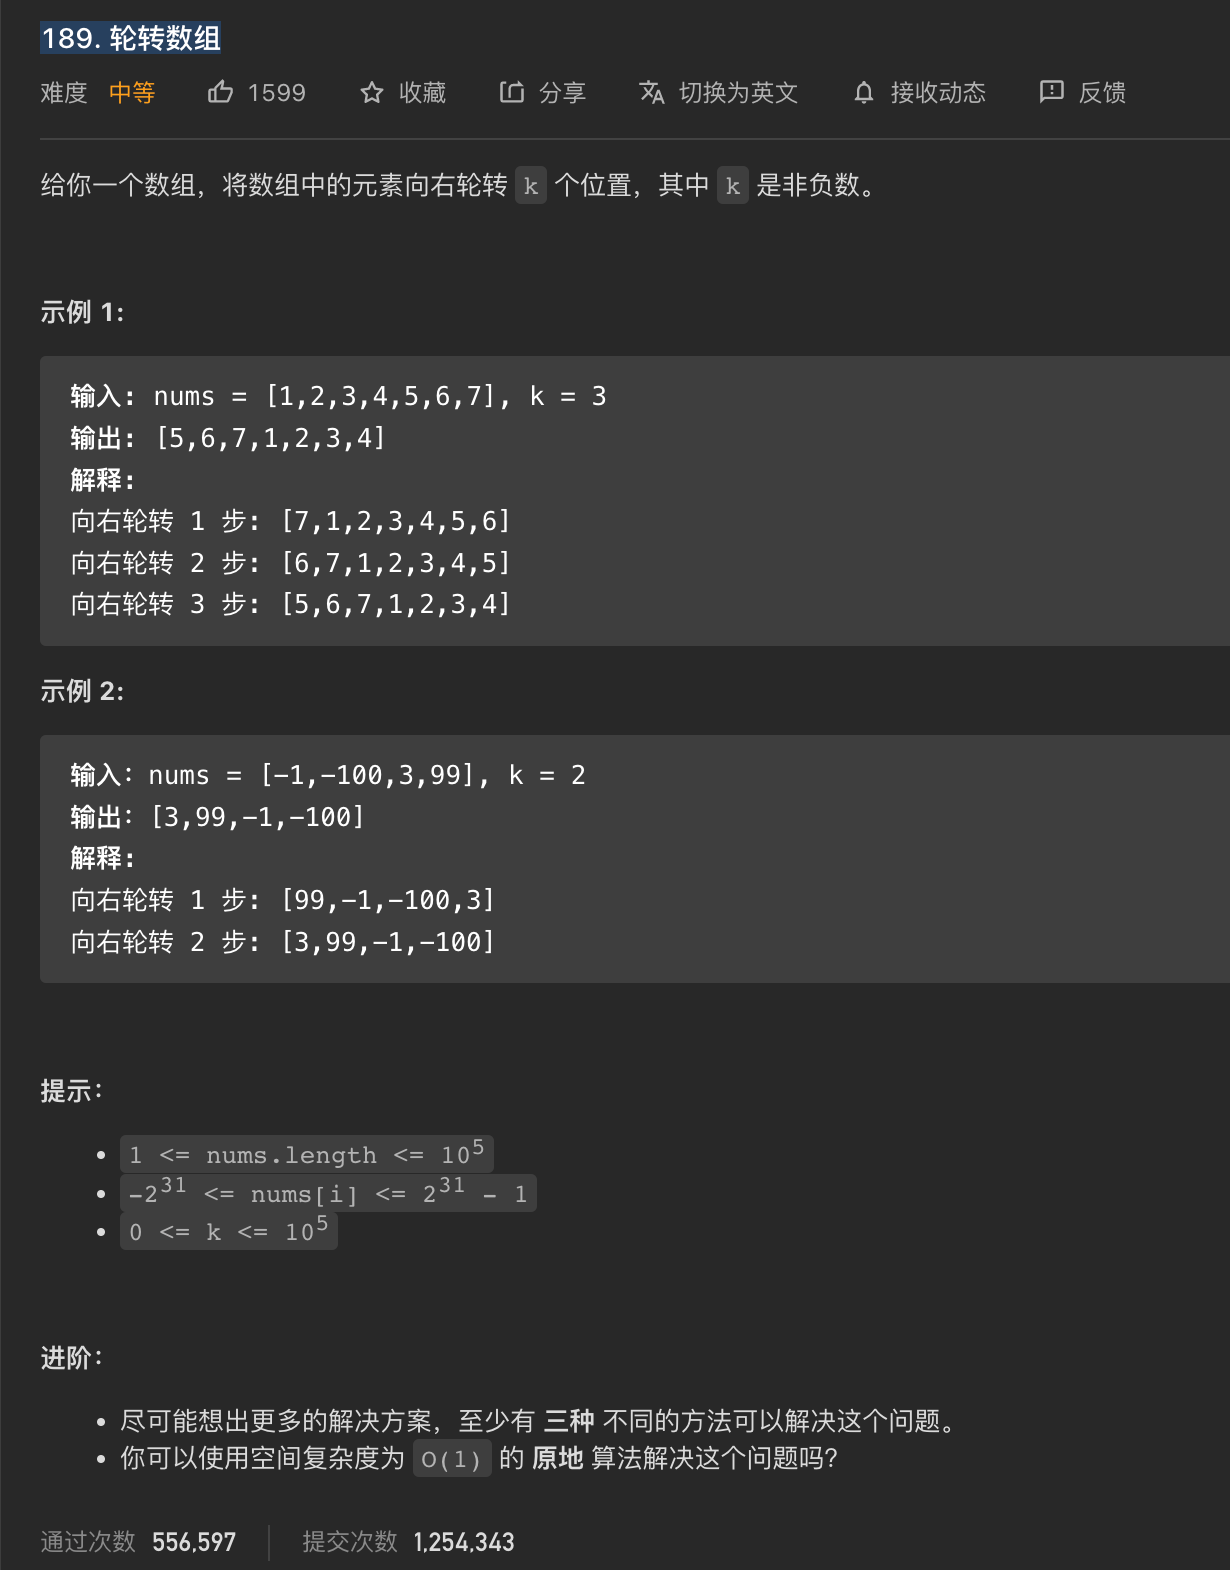 189. 轮转数组
难度 中等 1599 收藏 分享 切换为英文 接收动态 反馈
给你一个数组，将数组中的元素向右轮转 k 个位置，其中 k 是非负数。
示例 1:
输入: nums = [1,2,3,4,5,6,7], k = 3
输出: [5,6,7,1,2,3,4]
解释:
向右轮转 1 步: [7,1,2,3,4,5,6]
向右轮转 2 步: [6,7,1,2,3,4,5]
向右轮转 3 步: [5,6,7,1,2,3,4]
示例 2:
输入：nums = [-1,-100,3,99], k = 2
输出：[3,99,-1,-100]
解释:
向右轮转 1 步: [99,-1,-100,3]
向右轮转 2 步: [3,99,-1,-100]
提示：
• 1 <= nums.length <= 10⁵
• -2³¹ <= nums[i] <= 2³¹ - 1
• 0 <= k <= 10⁵
进阶：
• 尽可能想出更多的解决方案，至少有 三种 不同的方法可以解决这个问题。
• 你可以使用空间复杂度为 O(1) 的 原地 算法解决这个问题吗?
通过次数 556,597 提交次数 1,254,343